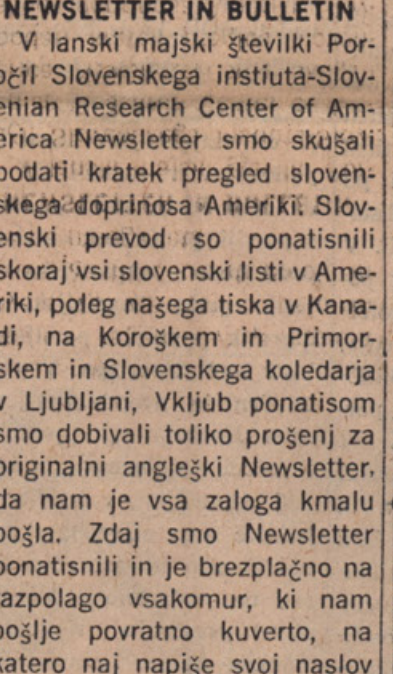 NEWSLETTER IN BULLETIN
V lanski majski številki Por-
očil Slovenskega instiuta-Slov-
enian Research Center of Am-
erica Newsletter smo skušali
podati kratek pregled sloven-
skega doprinosa Ameriki. Slov-
enski prevod so ponatisnili
skoraj vsi slovenski listi v Ame-
riki, poleg našega tiska v Kana-
di, na Koroškem in Primor-
skem in Slovenskega koledarja
v Ljubljani, Vkljub ponatisom
smo dobivali toliko prošenj za
originalni angleški Newsletter,
da nam je vsa zaloga kmalu
pošla. Zdaj smo Newsletter
ponatisnili in je brezplačno na
razpolago vsakomur, ki nam
pošlje povratno kuverto, na
katero naj napiše svoj naslov